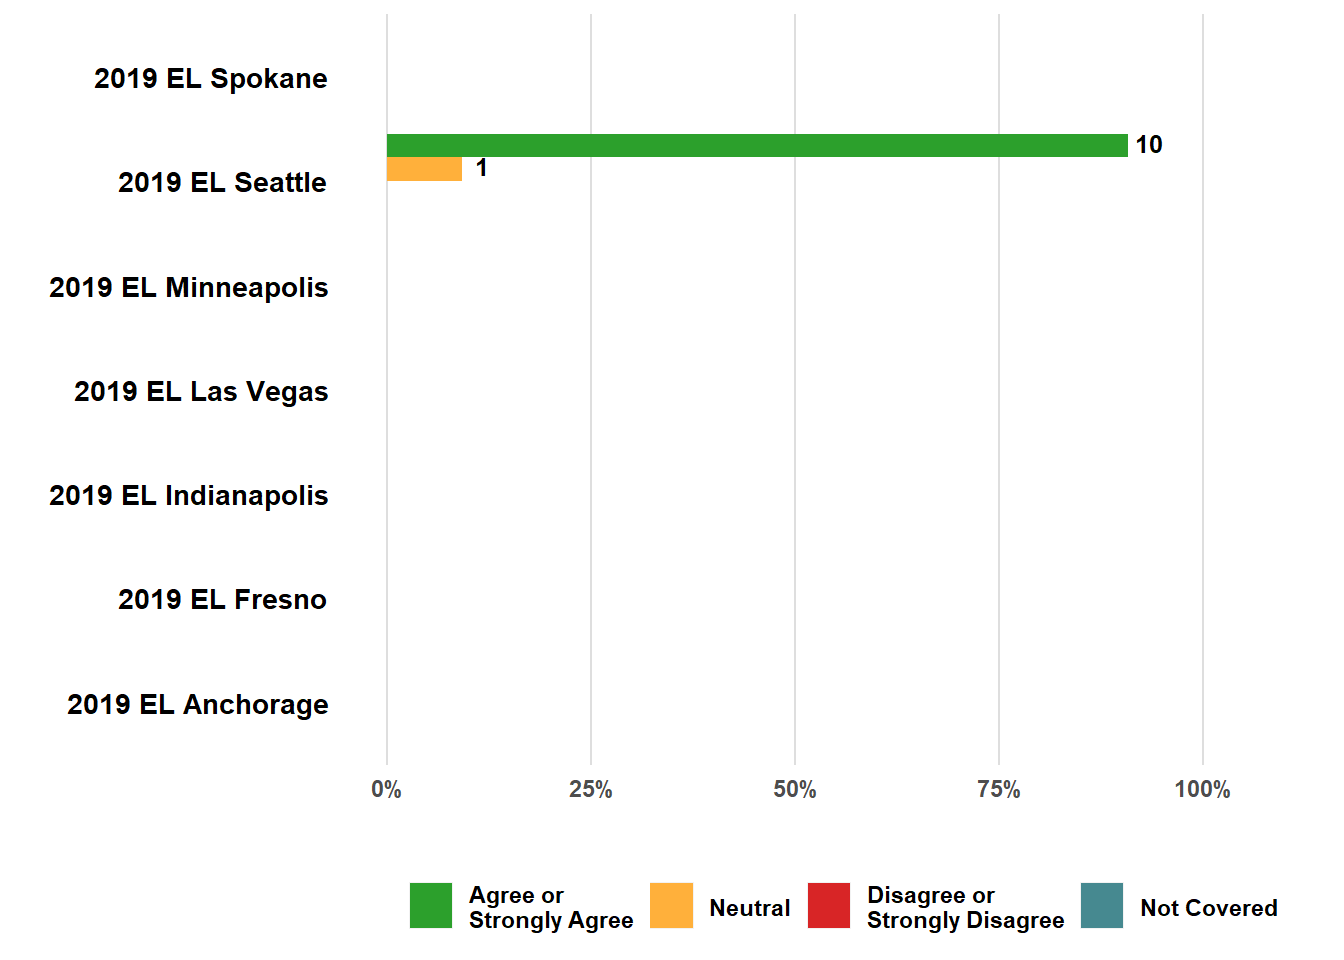 2019 EL Spokane
10
1
2019 EL Seattle
2019 EL Minneapolis
2019 EL Las Vegas
2019 EL Indianapolis
2019 EL Fresno
2019 EL Anchorage
0% 25% 50% 75% 100%
Agree or
Strongly Agree
Neutral
Disagree or
Strongly Disagree
Not Covered